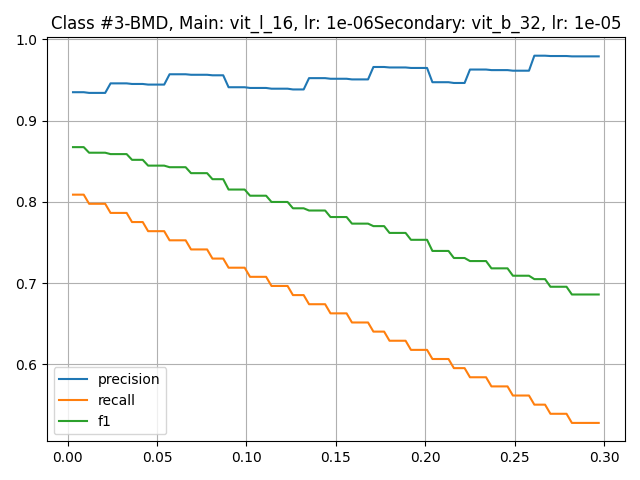 Class #3-BMD, Main: vit_l_16, lr: 1e-06Secondary: vit_b_32, lr: 1e-05
1.0
0.9
0.8
0.7
0.6
precision
recall
f1
0.00 0.05 0.10 0.15 0.20 0.25 0.30